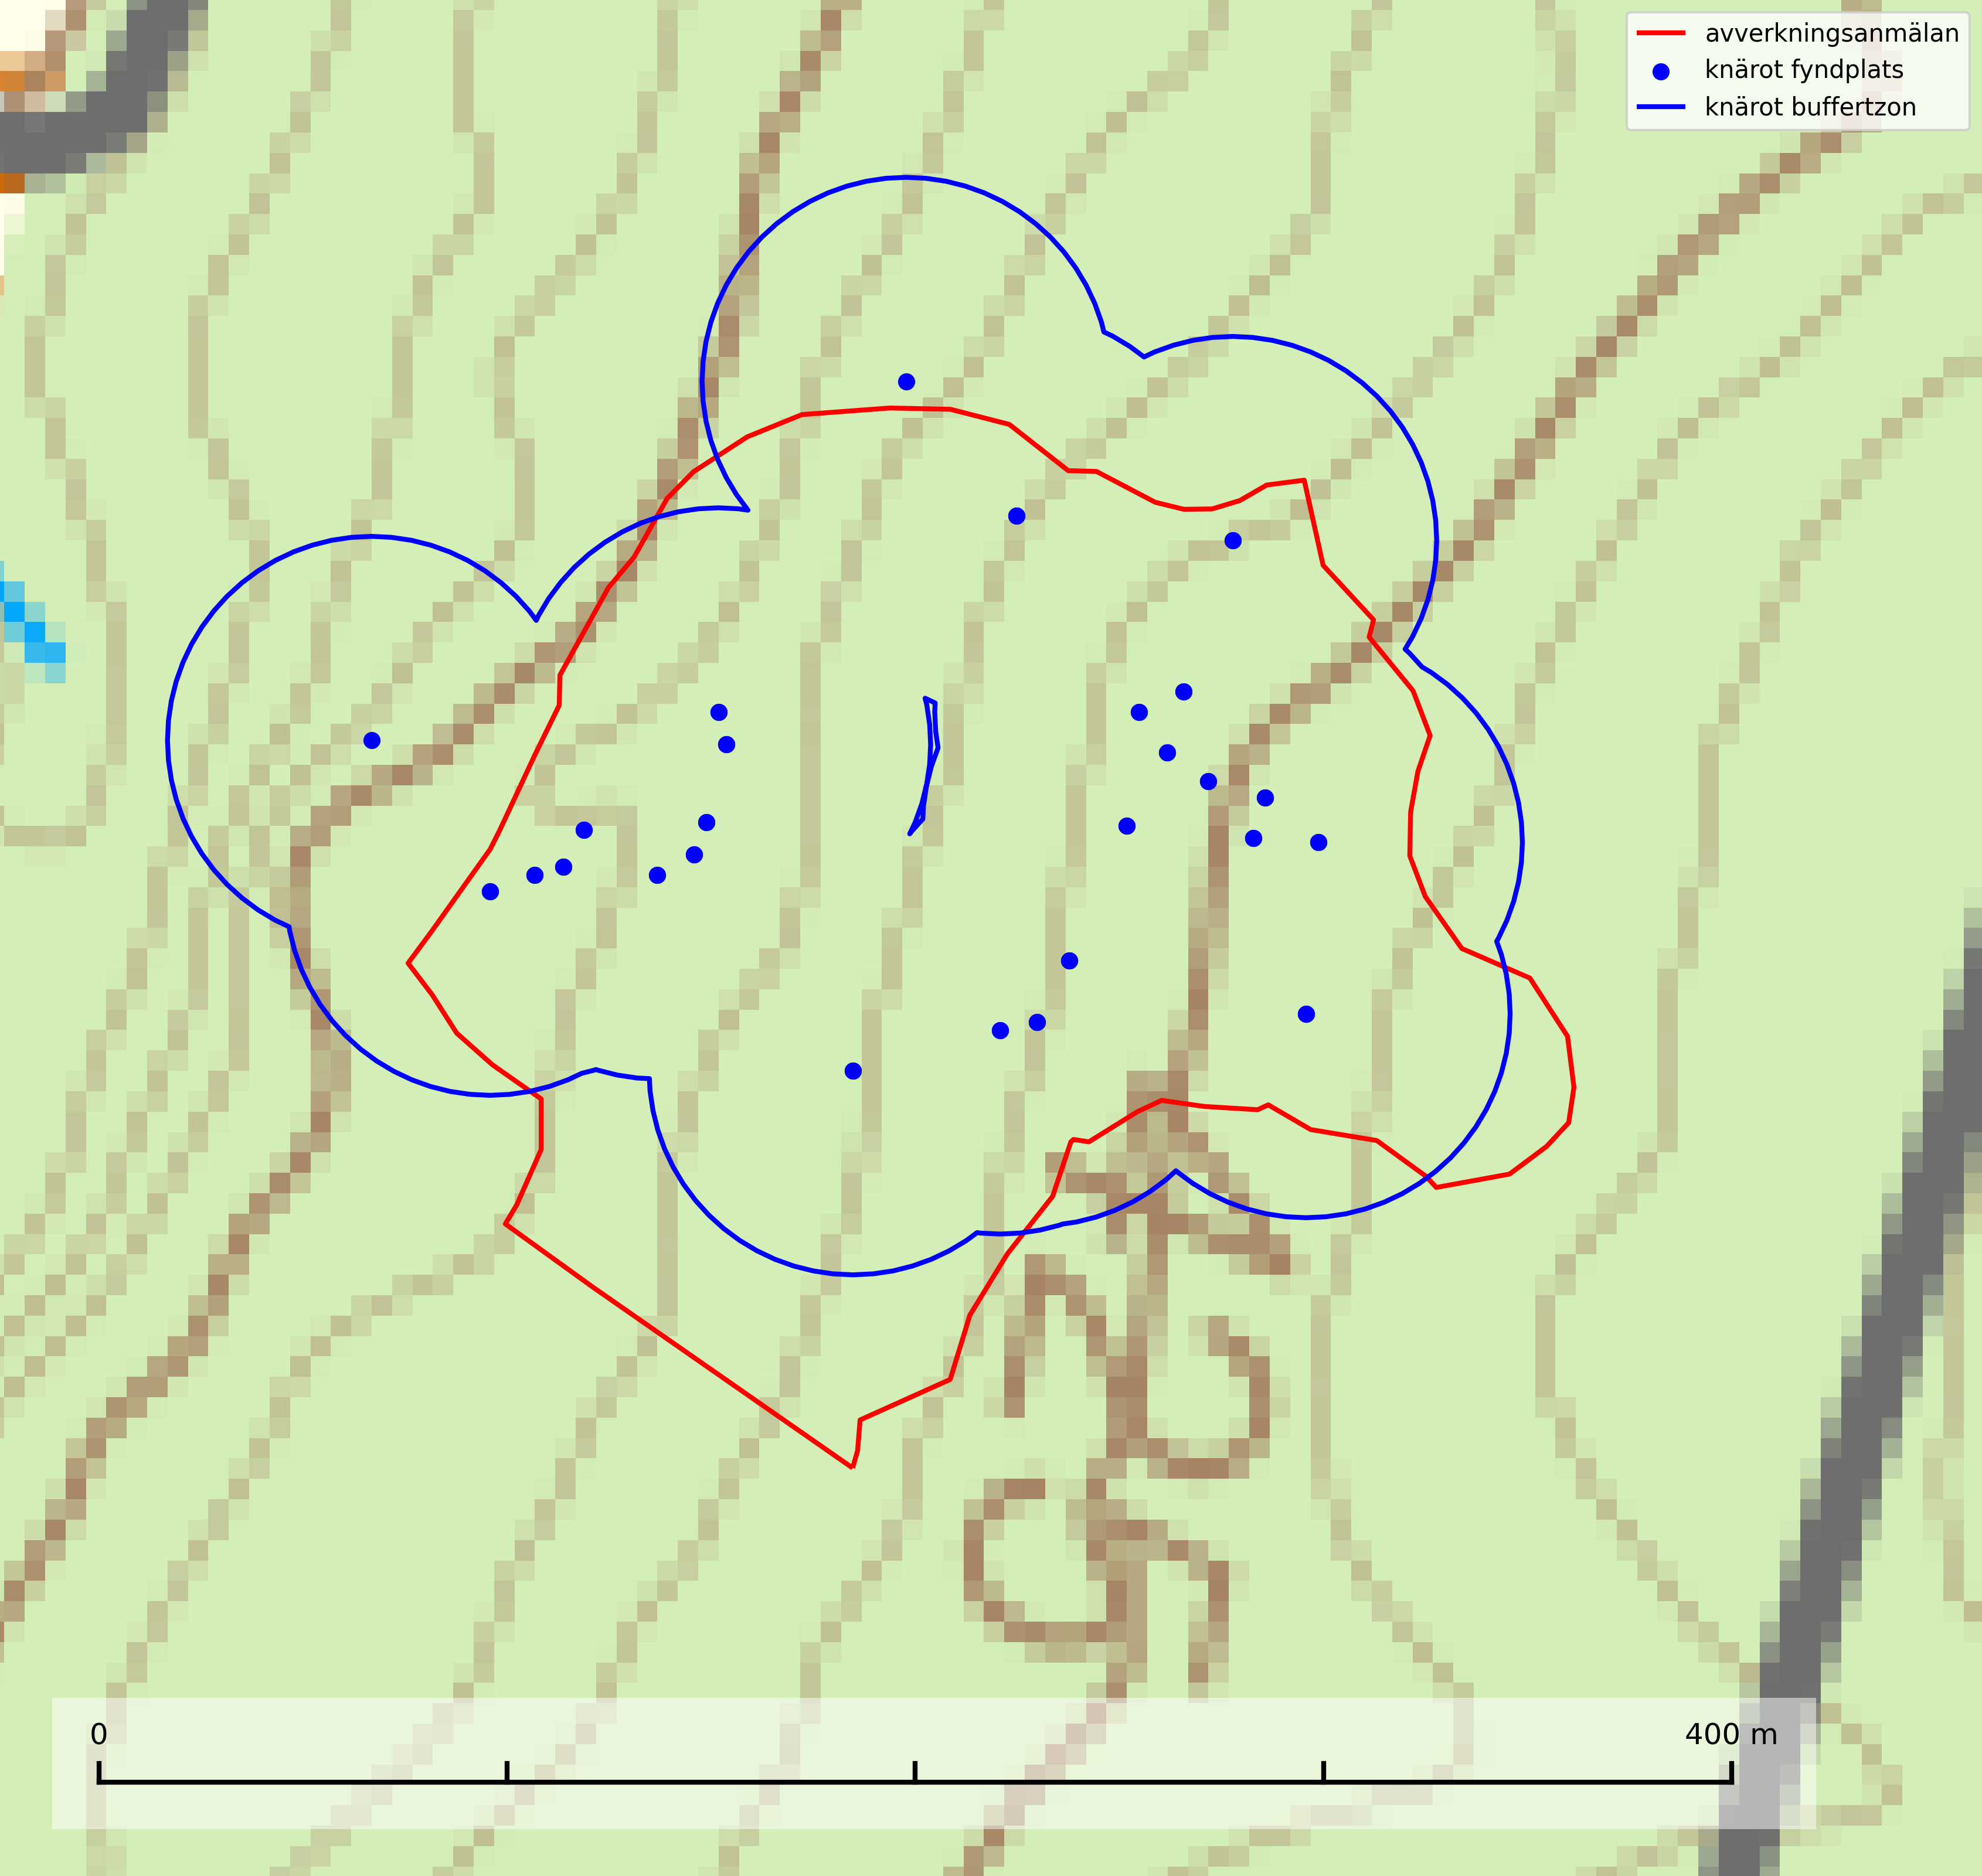 avverkningsanmälan
knärot fyndplats
knärot buffertzon
0
400 m